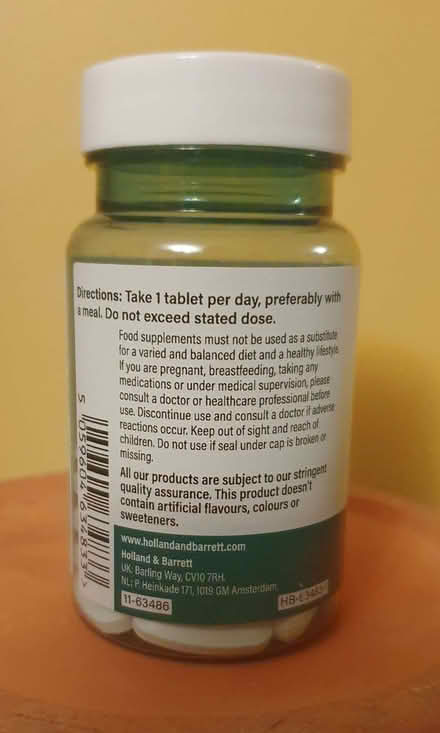 Directions: Take 1 tablet per day, preferably with
a meal. Do not exceed stated dose.
Food supplements must not be used as a substitute
for a varied and balanced diet and a healthy lifestyle.
If you are pregnant, breastfeeding, taking any
medications or under medical supervision, please
consult a doctor or healthcare professional before
use. Discontinue use and consult a doctor if adverse
reactions occur. Keep out of sight and reach of
children. Do not use if seal under cap is broken or
missing.
All our products are subject to our stringent
quality assurance. This product doesn't
contain artificial flavours, colours or
sweeteners.
www.hollandandbarrett.com
Holland & Barrett
UK: Barling Way, CV10 7RH.
NL: P. Heinkade 171, 1019 GM Amsterdam.
11-63486